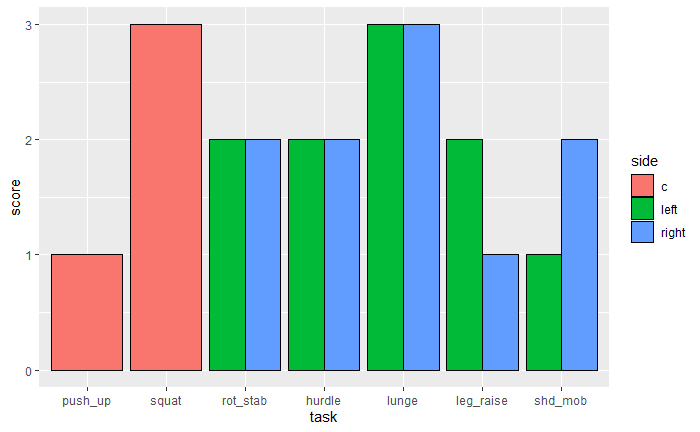 3
2
1
0
score
push_up squat rot_stab hurdle lunge leg_raise shd_mob
task
side
c
left
right